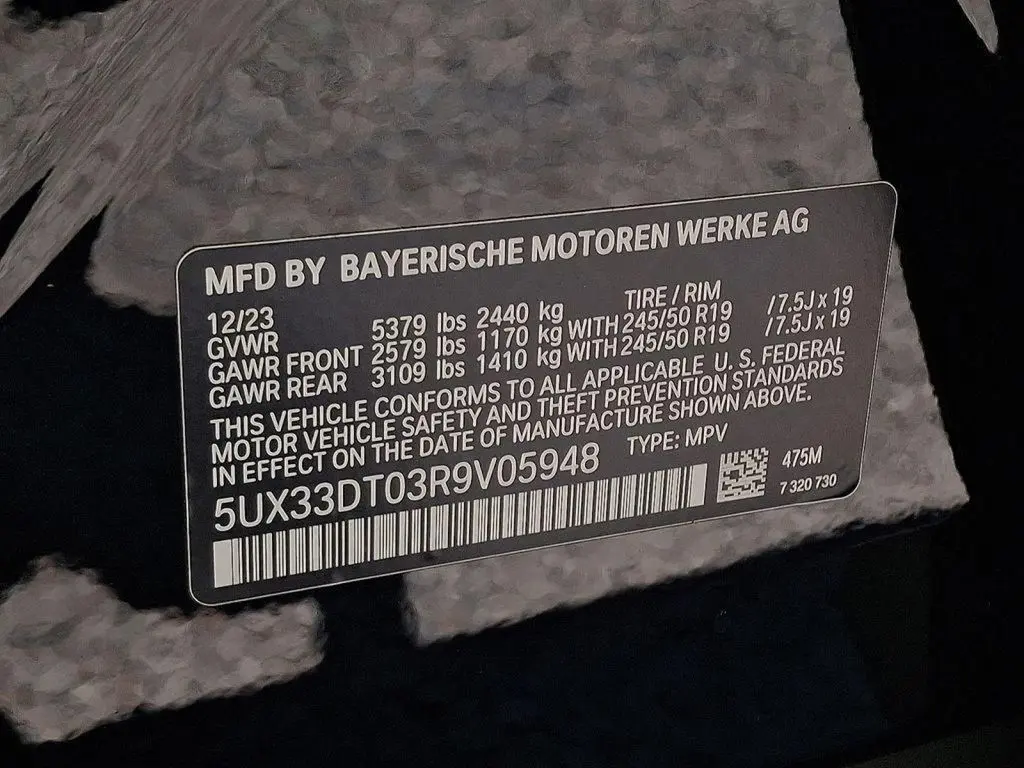 MFD BY BAYERISCHE MOTOREN WERKE AG
12/23 TIRE / RIM
GVWR 5379 lbs 2440 kg
GAWR FRONT 2579 lbs 1170 kg WITH 245/50 R19 /7.5J x 19
GAWR REAR 3109 lbs 1410 kg WITH 245/50 R19 /7.5J x 19
THIS VEHICLE CONFORMS TO ALL APPLICABLE U. S. FEDERAL
MOTOR VEHICLE SAFETY AND THEFT PREVENTION STANDARDS
IN EFFECT ON THE DATE OF MANUFACTURE SHOWN ABOVE.
5UX33DT03R9V05948 TYPE: MPV
475M
7 320 730